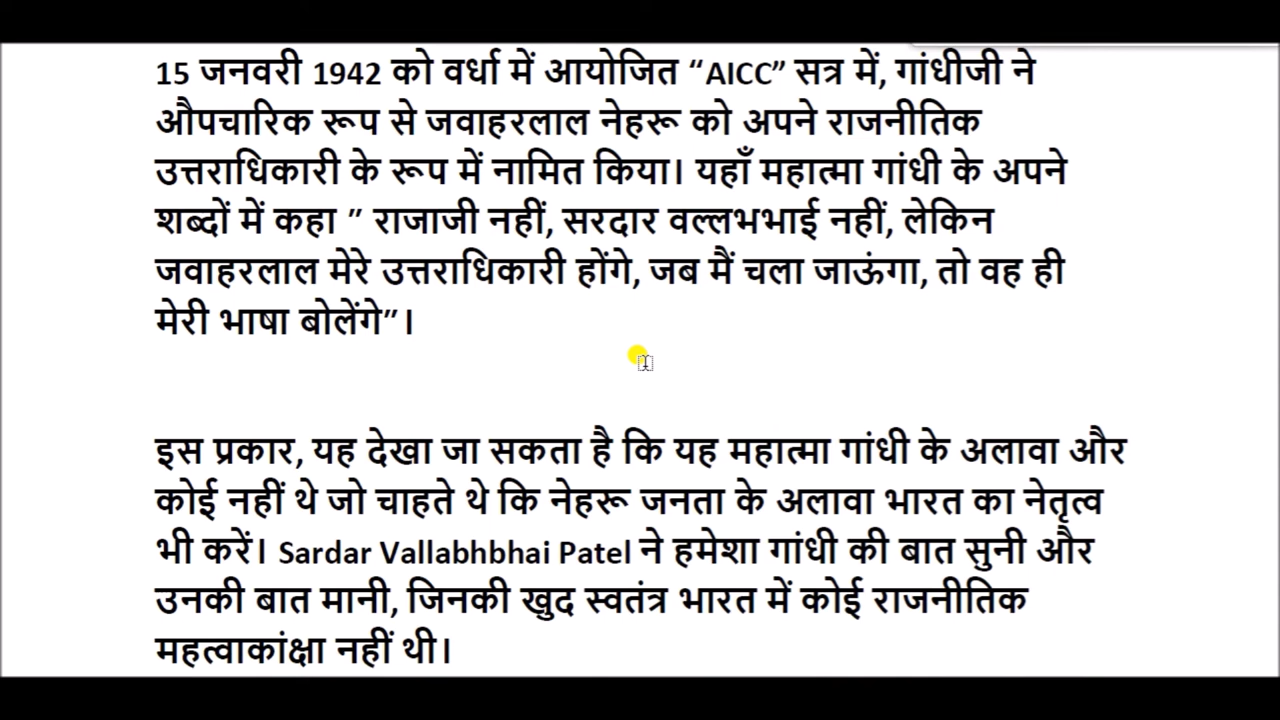 15 जनवरी 1942 को वर्धा में आयोजित “AICC” सत्र में, गांधीजी ने
औपचारिक रूप से जवाहरलाल नेहरू को अपने राजनीतिक
उत्तराधिकारी के रूप में नामित किया। यहाँ महात्मा गांधी के अपने
शब्दों में कहा ” राजाजी नहीं, सरदार वल्लभभाई नहीं, लेकिन
जवाहरलाल मेरे उत्तराधिकारी होंगे, जब मैं चला जाऊंगा, तो वह ही
मेरी भाषा बोलेंगे”।
इस प्रकार, यह देखा जा सकता है कि यह महात्मा गांधी के अलावा और
कोई नहीं थे जो चाहते थे कि नेहरू जनता के अलावा भारत का नेतृत्व
भी करें। Sardar Vallabhbhai Patel ने हमेशा गांधी की बात सुनी और
उनकी बात मानी, जिनकी खुद स्वतंत्र भारत में कोई राजनीतिक
महत्वाकांक्षा नहीं थी।